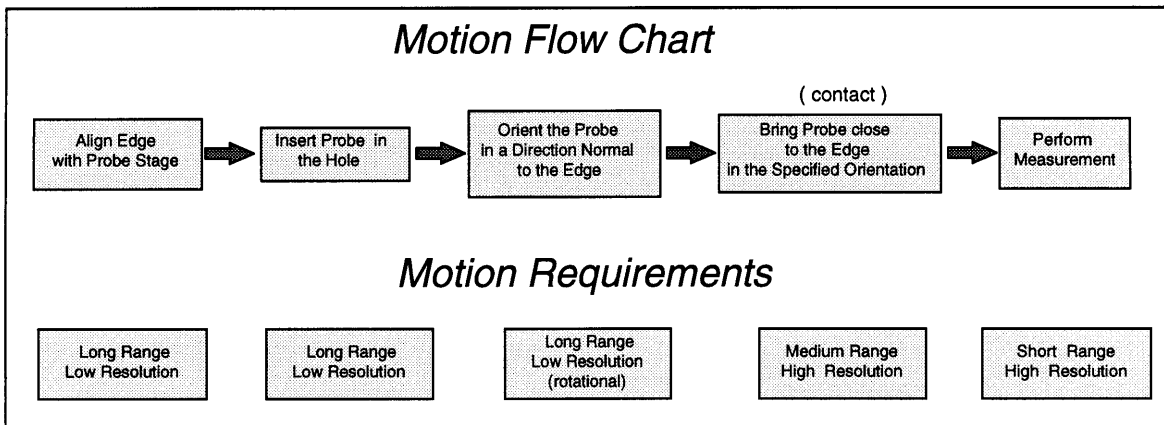 Motion Flow Chart
( contact )
Align Edge
with Probe Stage
Insert Probe in
the Hole
Orient the Probe
in a Direction Normal
to the Edge
Bring Probe close
to the Edge
in the Specified Orientation
Perform
Measurement
Motion Requirements
Long Range
Low Resolution
Long Range
Low Resolution
Long Range
Low Resolution
(rotational)
Medium Range
High Resolution
Short Range
High Resolution